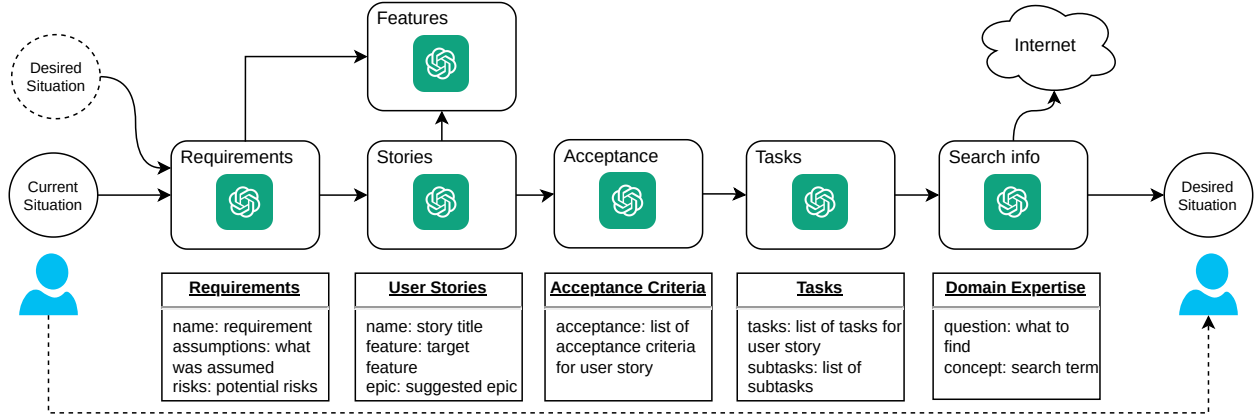 Features
Internet
Desired
Situation
Requirements
Stories
Acceptance
Tasks
Search info
Current
Situation
Desired
Situation
Requirements
name: requirement
assumptions: what
was assumed
risks: potential risks
User Stories
name: story title
feature: target
feature
epic: suggested epic
Acceptance Criteria
acceptance: list of
acceptance criteria
for user story
Tasks
tasks: list of tasks for
user story
subtasks: list of
subtasks
Domain Expertise
question: what to
find
concept: search term